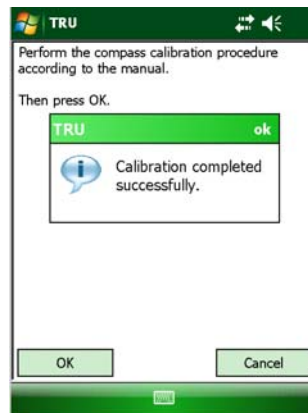 TRU
Perform the compass calibration procedure
according to the manual.
Then press OK.
TRU ok
Calibration completed
successfully.
OK Cancel